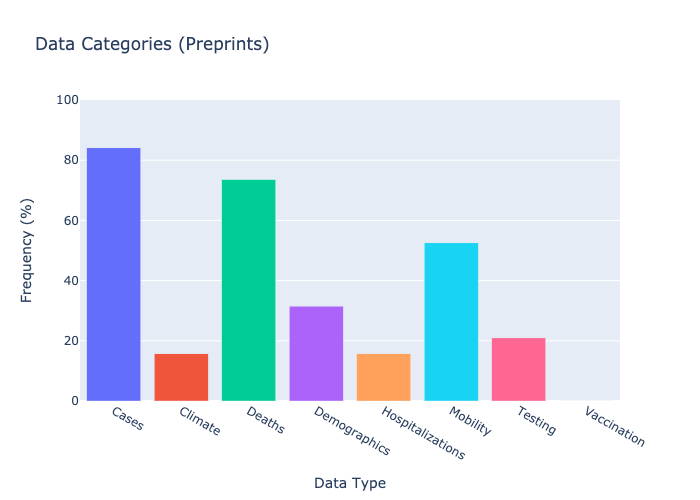 Data Categories (Preprints)
100
80
60
40
20
0
Frequency (%)
Cases
Climate
Deaths
Demographics
Hospitalizations
Mobility
Testing
Vaccination
Data Type